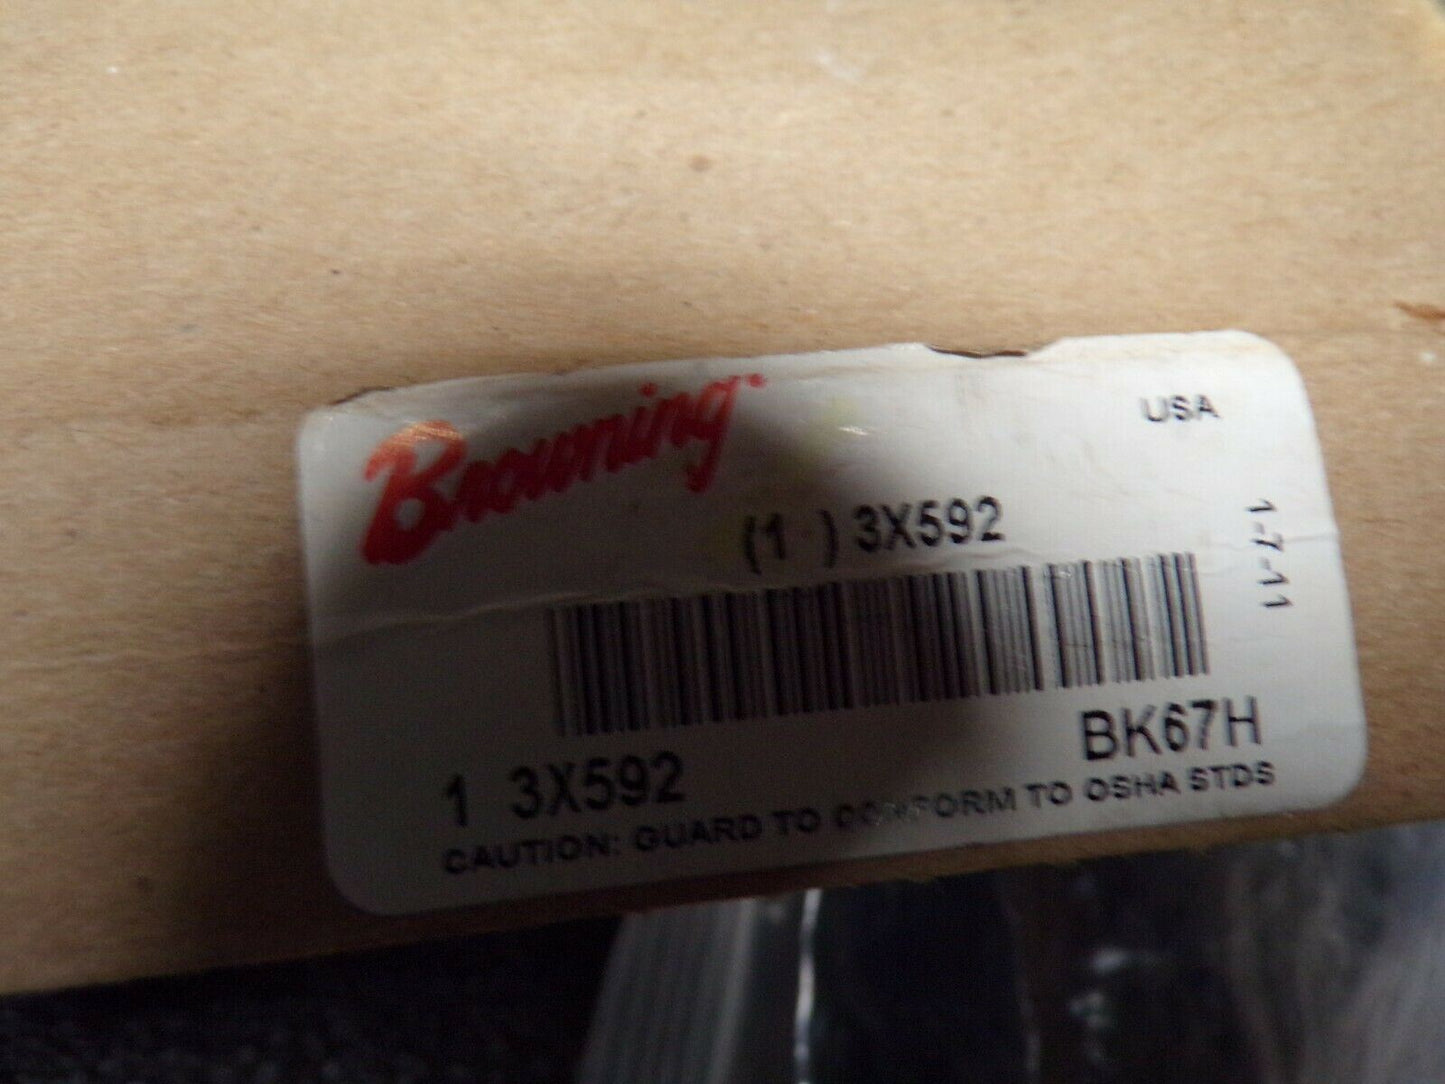 Browning
USA
(1 ) 3X592
1-7-11
1 3X592
BK67H
CAUTION: GUARD TO CONFORM TO OSHA STDS